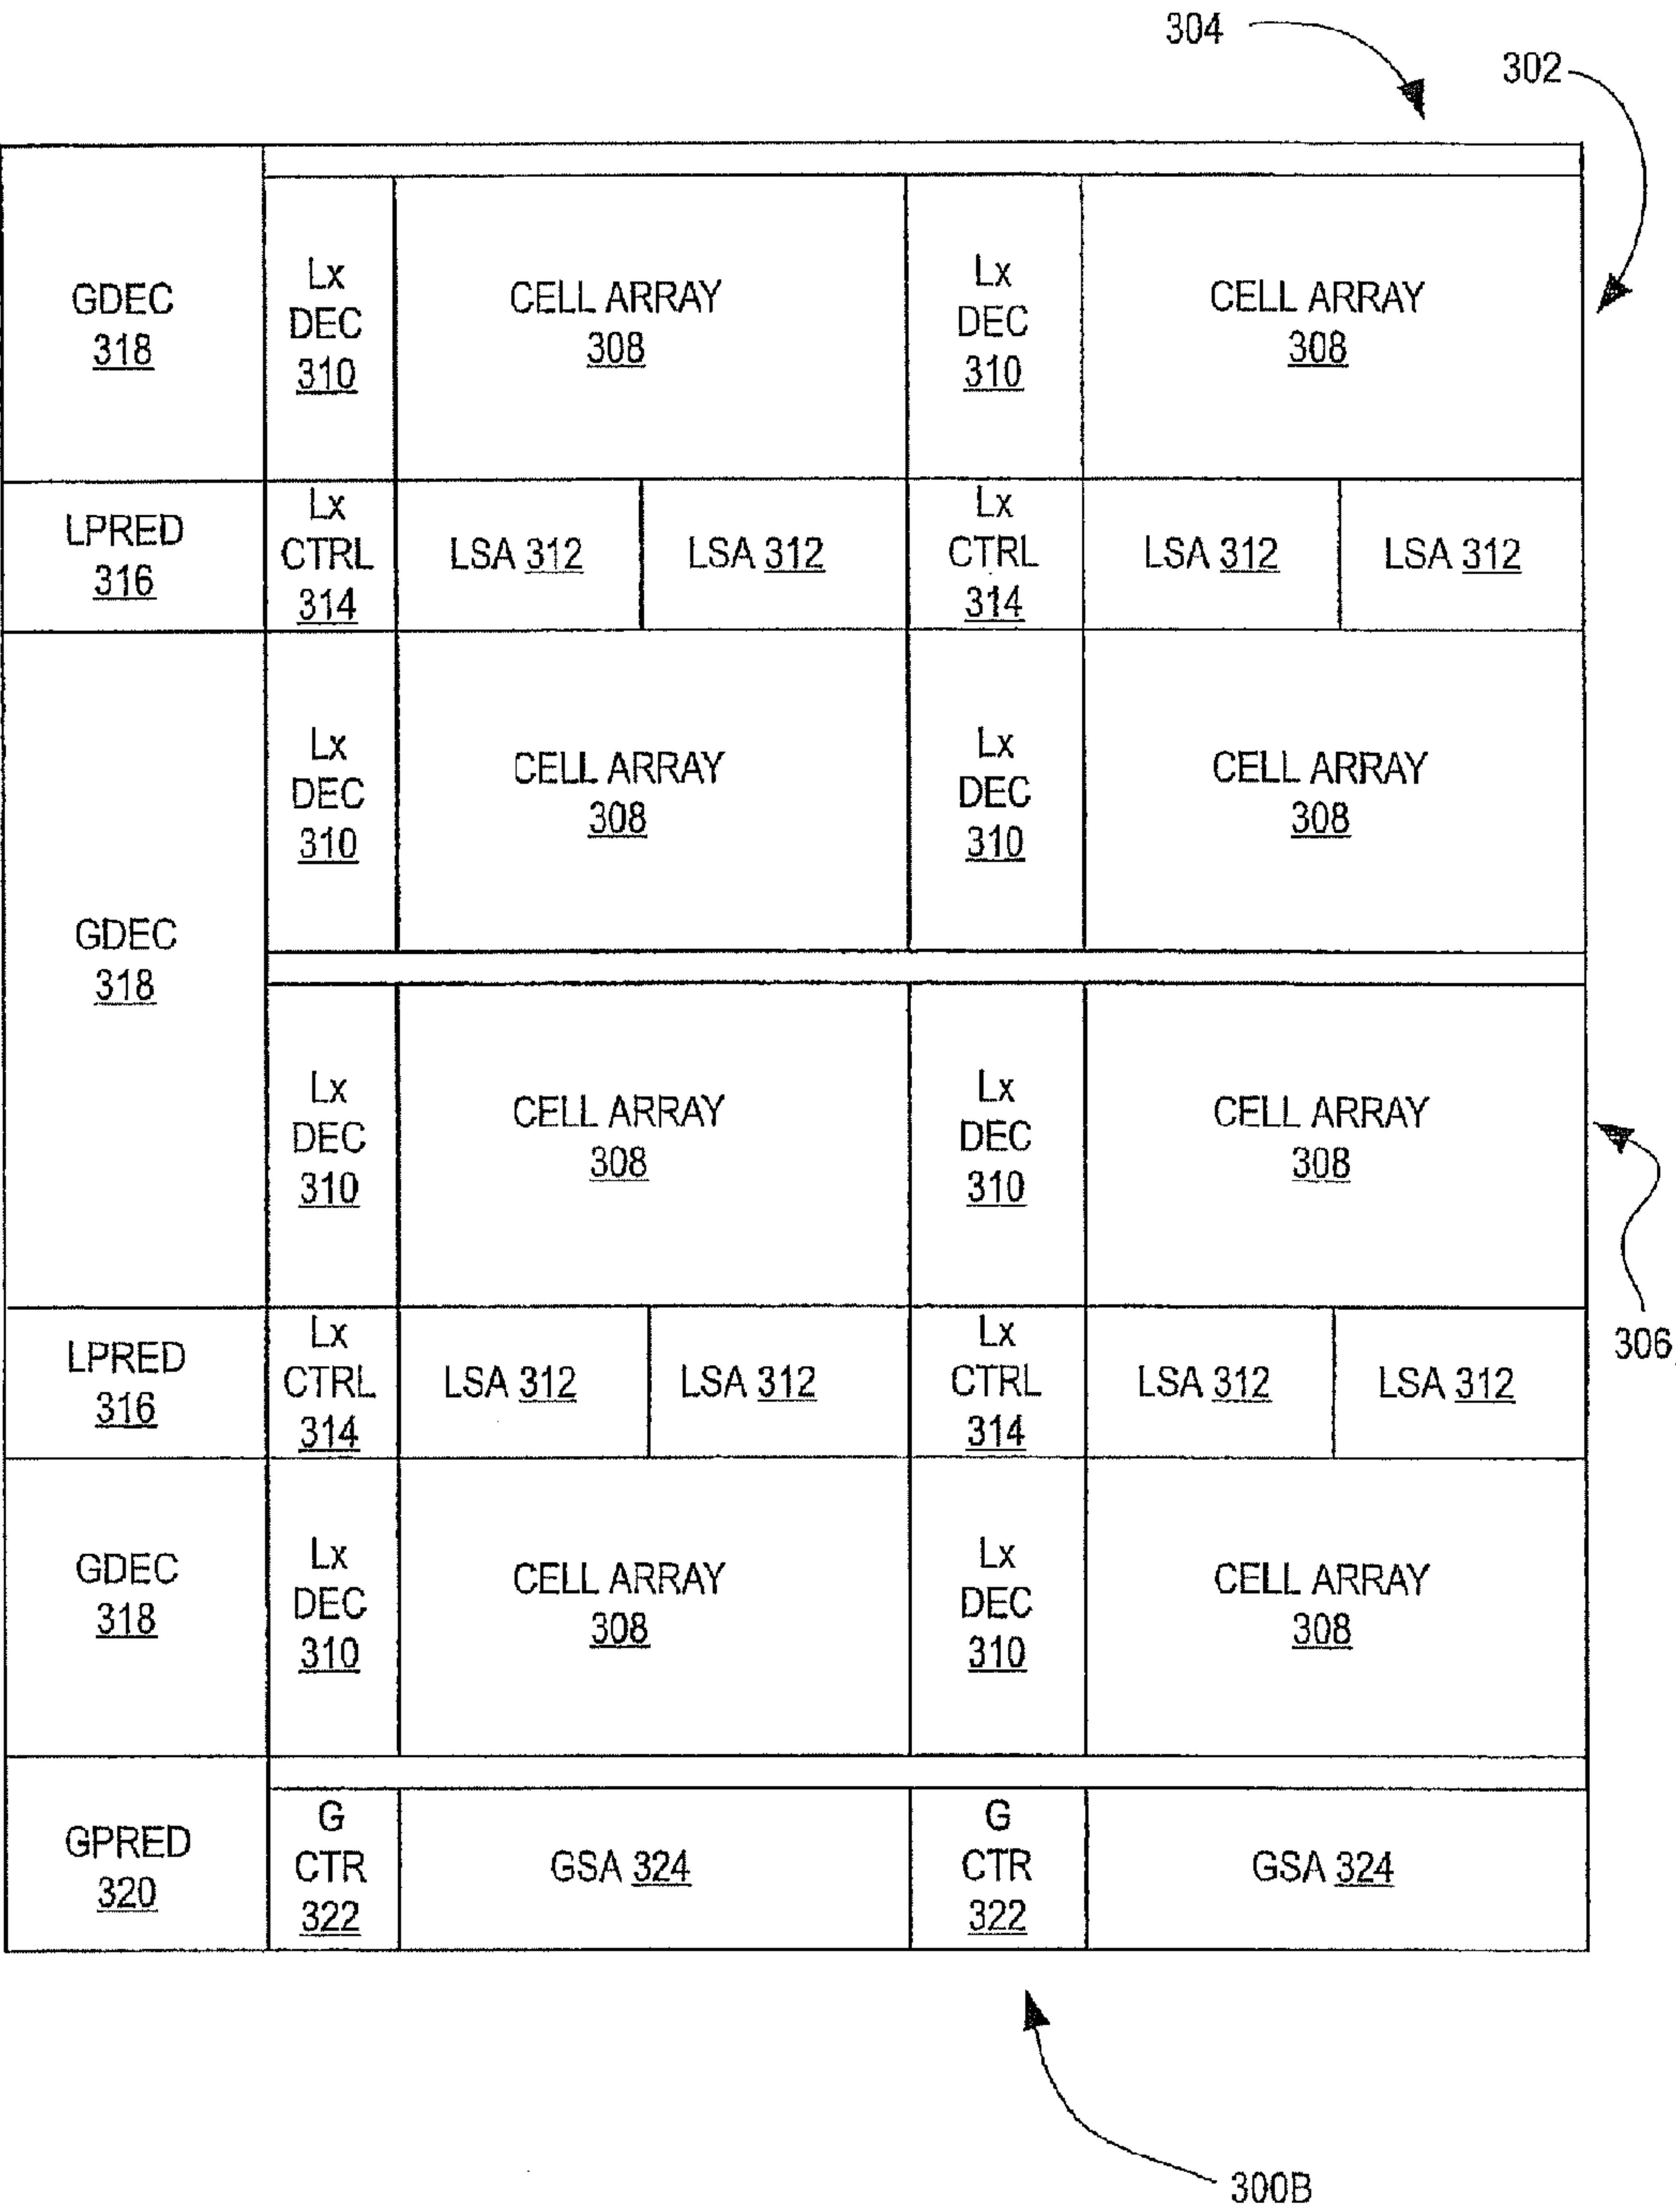 304
302
GDEC
318
Lx
DEC
310
CELL ARRAY
308
Lx
DEC
310
CELL ARRAY
308
LPRED
316
Lx
CTRL
314
LSA 312
LSA 312
Lx
CTRL
314
LSA 312
LSA 312
GDEC
318
Lx
DEC
310
CELL ARRAY
308
Lx
DEC
310
CELL ARRAY
308
Lx
DEC
310
CELL ARRAY
308
Lx
DEC
310
CELL ARRAY
308
306
LPRED
316
Lx
CTRL
314
LSA 312
LSA 312
Lx
CTRL
314
LSA 312
LSA 312
GDEC
318
Lx
DEC
310
CELL ARRAY
308
Lx
DEC
310
CELL ARRAY
308
GPRED
320
G
CTR
322
GSA 324
G
CTR
322
GSA 324
300B